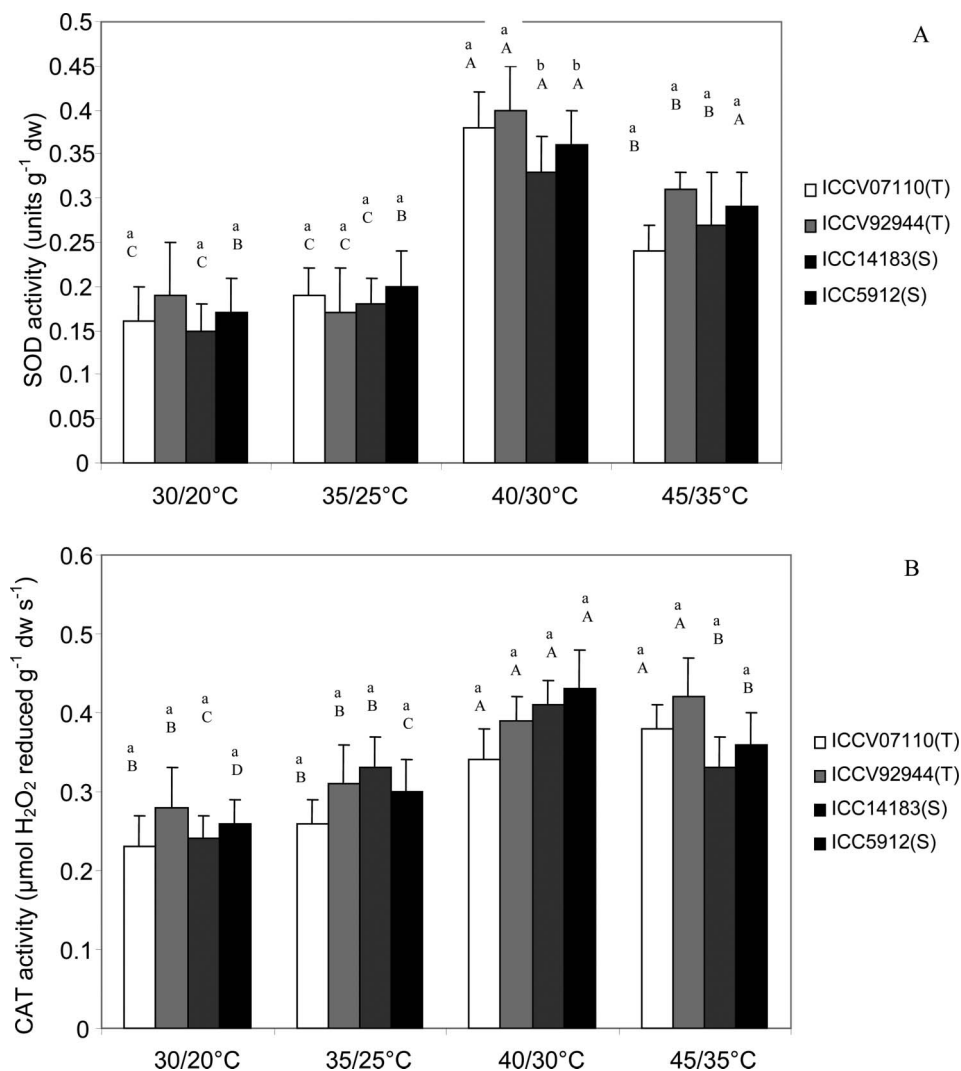 A
0.5
0.45
0.4
0.35
0.3
0.25
0.2
0.15
0.1
0.05
0
SOD activity (units g⁻¹ dw)
a
C
a
C
a
B
a
C
a
C
a
C
a
B
a
A
a
A
b
A
b
A
a
B
a
B
a
B
a
A
30/20°C 35/25°C 40/30°C 45/35°C
ICCV07110(T)
ICCV92944(T)
ICC14183(S)
ICC5912(S)
B
0.6
0.5
0.4
0.3
0.2
0.1
0
CAT activity (µmol H₂O₂ reduced g⁻¹ dw s⁻¹)
a
B
a
B
a
C
a
D
a
B
a
B
a
B
a
C
a
A
a
A
a
A
a
A
a
A
a
A
a
B
a
B
30/20°C 35/25°C 40/30°C 45/35°C
ICCV07110(T)
ICCV92944(T)
ICC14183(S)
ICC5912(S)